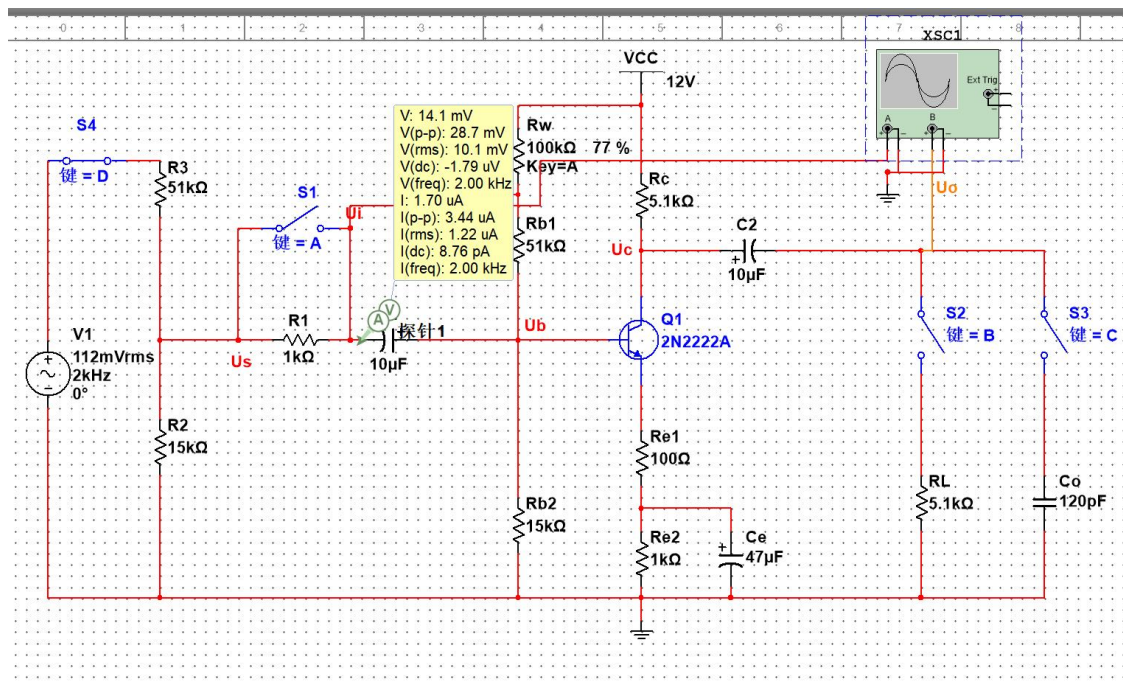 0 1 2 3 4 5 6 7 8
XSC1
Ext Trig
A B
VCC
12V
S4
键 = D
R3
51kΩ
S1
键 = A
Ui
V: 14.1 mV
V(p-p): 28.7 mV
V(rms): 10.1 mV
V(dc): -1.79 uV
V(freq): 2.00 kHz
I: 1.70 uA
I(p-p): 3.44 uA
I(rms): 1.22 uA
I(dc): 8.76 pA
I(freq): 2.00 kHz
Rw
100kΩ 77 %
Key=A
Rb1
51kΩ
Rc
5.1kΩ
Uo
Uc
C2
+
10µF
V1
112mVrms
2kHz
0°
Us
R1
1kΩ
A V
探针1
10µF
Ub
Q1
2N2222A
S2
键 = B
S3
键 = C
R2
15kΩ
Rb2
15kΩ
Re1
100Ω
Re2
1kΩ
Ce
47µF
RL
5.1kΩ
Co
120pF